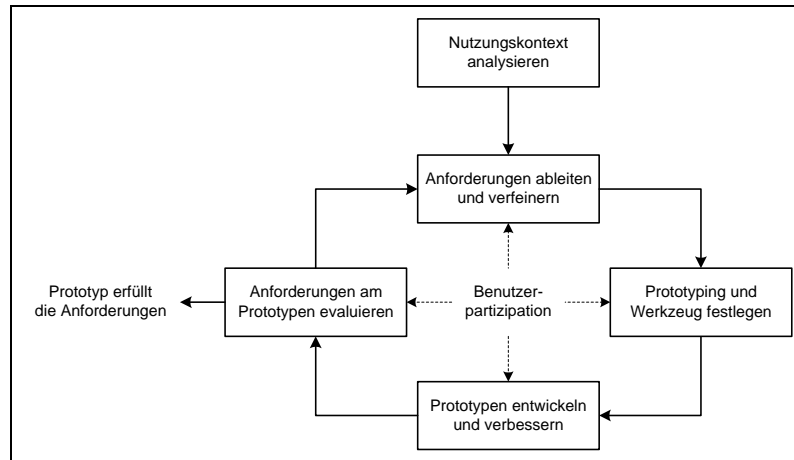 Nutzungskontext
analysieren
Anforderungen ableiten
und verfeinern
Prototyp erfüllt
die Anforderungen
Anforderungen am
Prototypen evaluieren
Benutzer-
partizipation
Prototyping und
Werkzeug festlegen
Prototypen entwickeln
und verbessern